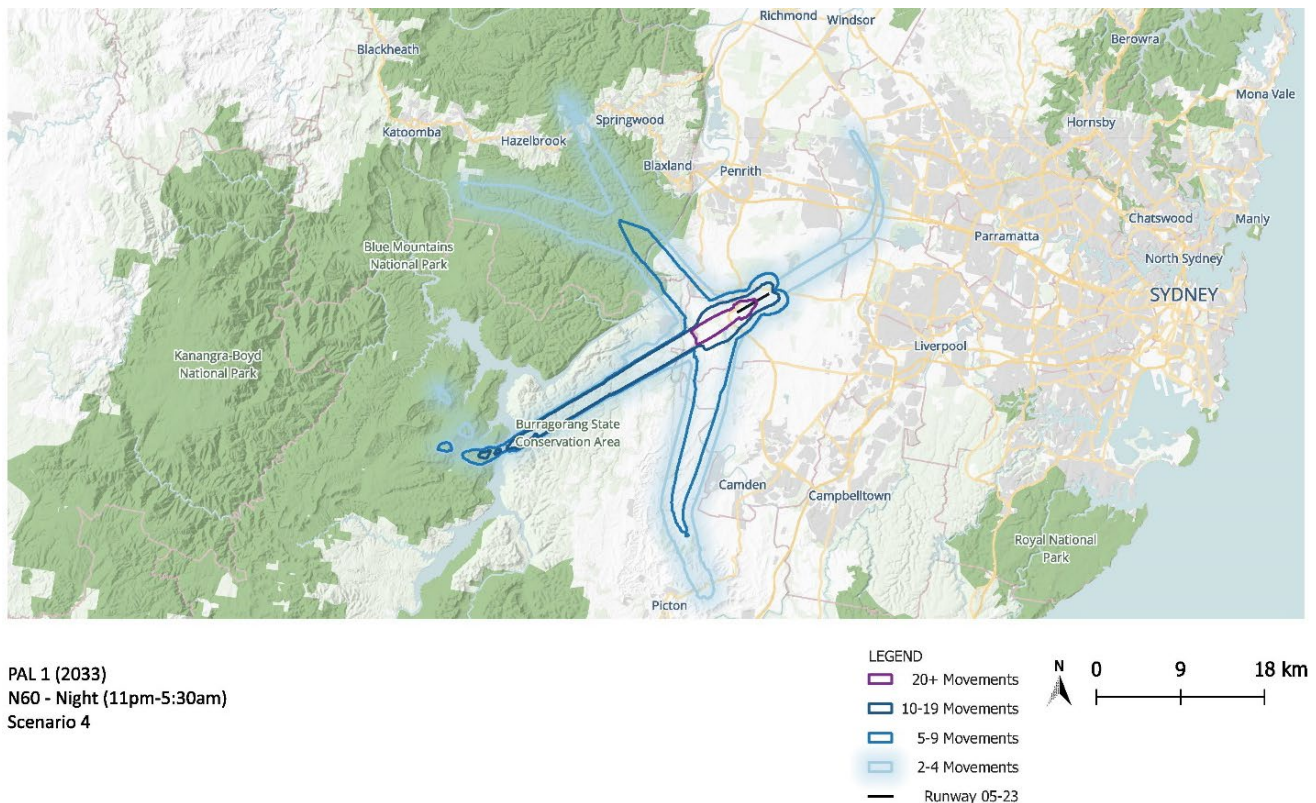 Richmond
Windsor
Berowra
Blackheath
Mona Vale
Springwood
Katoomba
Hornsby
Hazelbrook
Blaxland
Penrith
Chatswood
Manly
Parramatta
Blue Mountains
National Park
North Sydney
SYDNEY
Kanangra-Boyd
National Park
Liverpool
Burragorang State
Conservation Area
Camden
Campbelltown
Royal National
Park
Picton
PAL 1 (2033)
N60 - Night (11pm-5:30am)
Scenario 4
LEGEND
20+ Movements
10-19 Movements
5-9 Movements
2-4 Movements
Runway 05-23
N
0 9 18 km